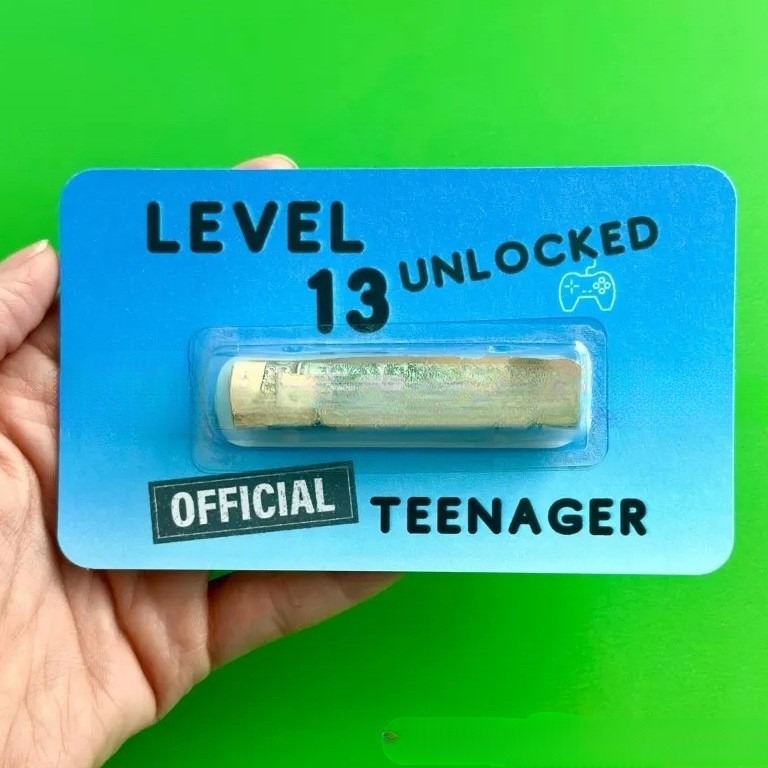 LEVEL
13 UNLOCKED
OFFICIAL TEENAGER